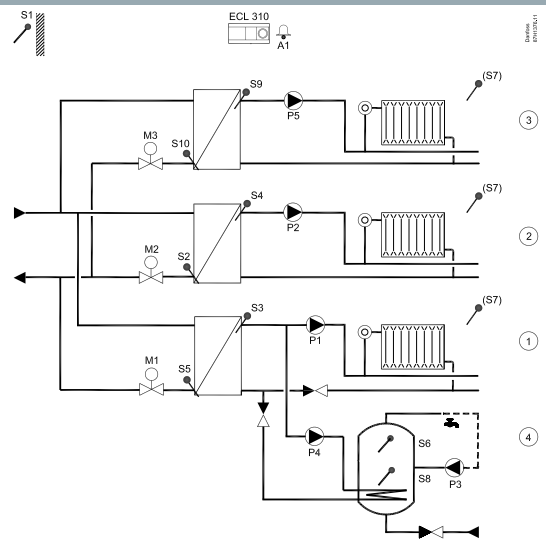 S1
ECL 310
A1
Danfoss
87H1378.11
S9
(S7)
P5
3
M3
S10
S4
(S7)
P2
2
M2
S2
S3
(S7)
P1
1
M1
S5
S6
P4
4
S8
P3